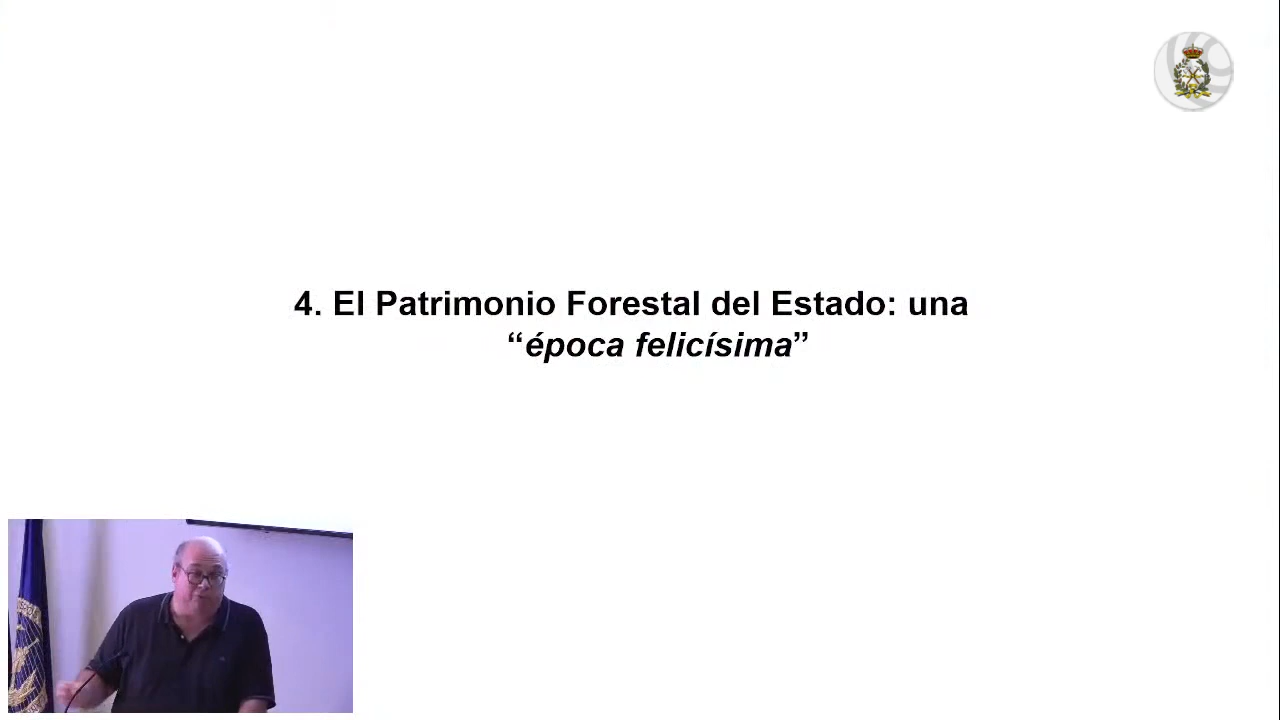 4. El Patrimonio Forestal del Estado: una
“época felicísima”